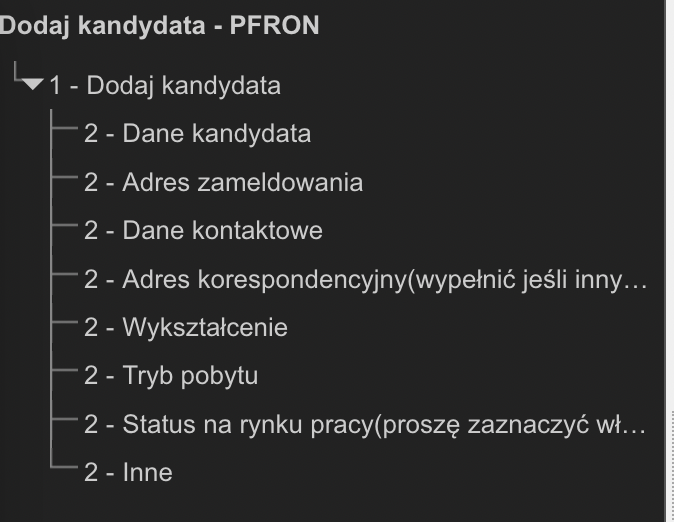 Dodaj kandydata - PFRON
1 - Dodaj kandydata
2 - Dane kandydata
2 - Adres zameldowania
2 - Dane kontaktowe
2 - Adres korespondencyjny(wypełnić jeśli inny…
2 - Wykształcenie
2 - Tryb pobytu
2 - Status na rynku pracy(proszę zaznaczyć wł…
2 - Inne